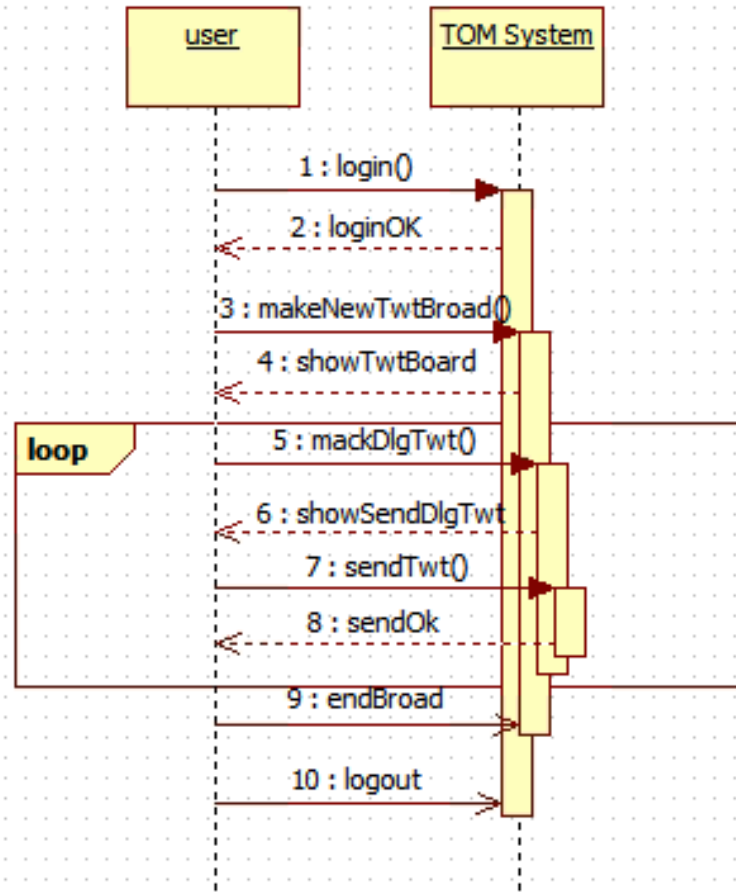 user
TOM System
1 : login()
2 : loginOK
3 : makeNewTwtBroad()
4 : showTwtBoard
loop
5 : mackDlgTwt()
6 : showSendDlgTwt
7 : sendTwt()
8 : sendOk
9 : endBroad
10 : logout